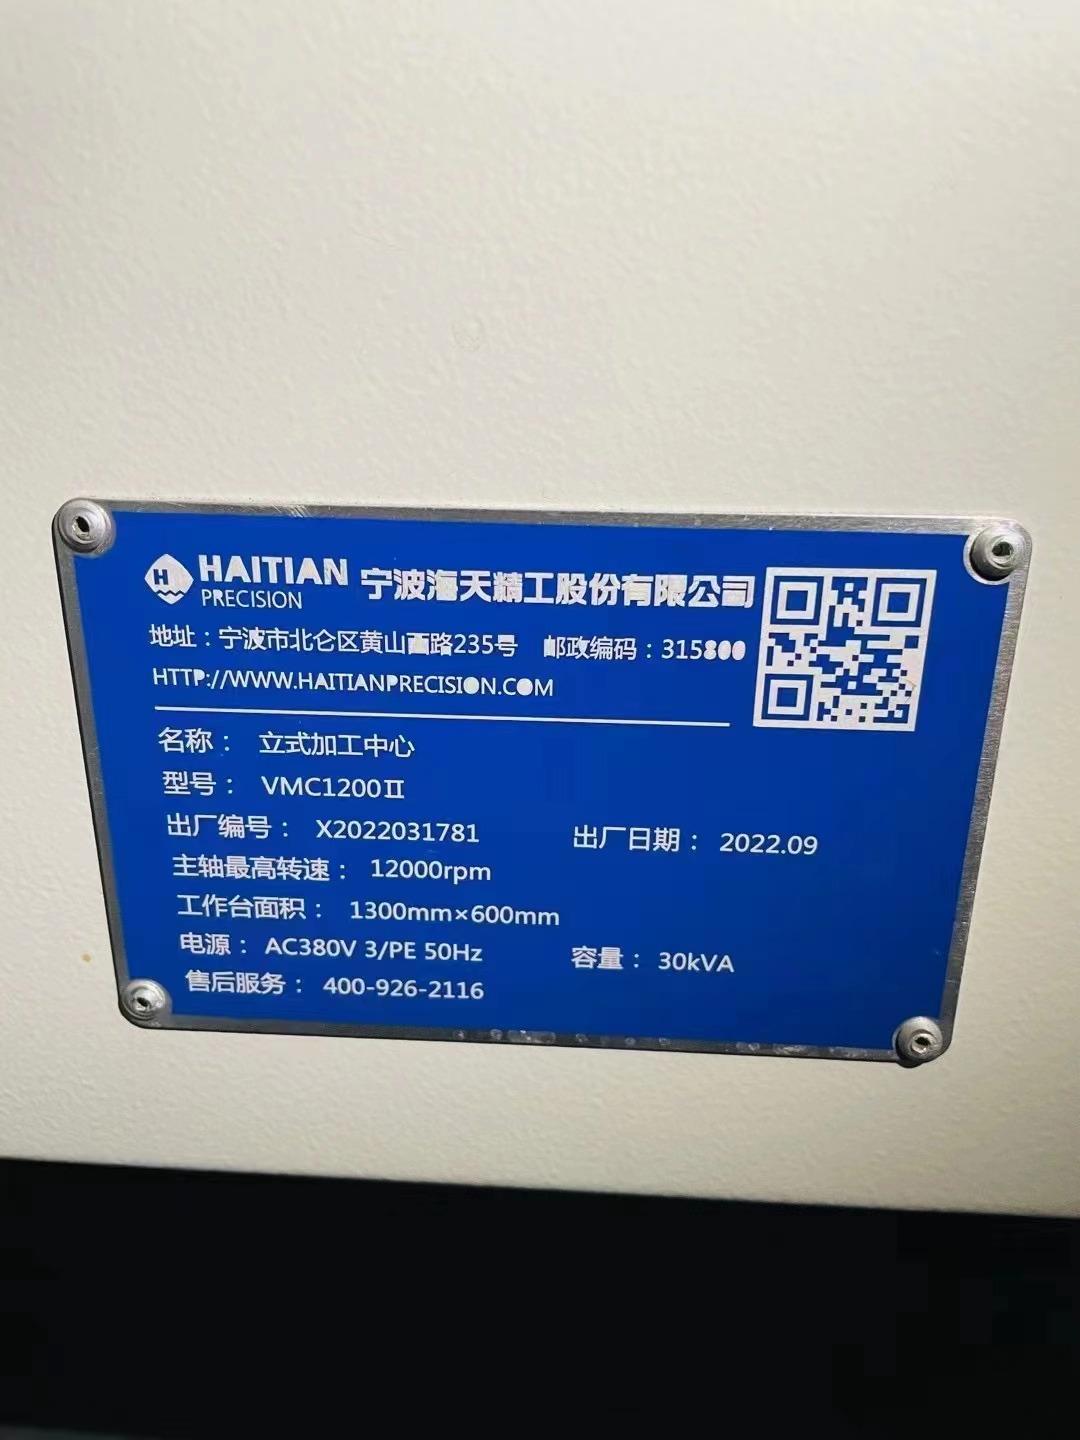 HAITIAN PRECISION 宁波海天精工股份有限公司
地址：宁波市北仑区黄山西路235号 邮政编码：315800
HTTP://WWW.HAITIANPRECISION.COM
名称： 立式加工中心
型号： VMC1200Ⅱ
出厂编号： X2022031781 出厂日期： 2022.09
主轴最高转速： 12000rpm
工作台面积： 1300mm×600mm
电源： AC380V 3/PE 50Hz 容量： 30kVA
售后服务： 400-926-2116